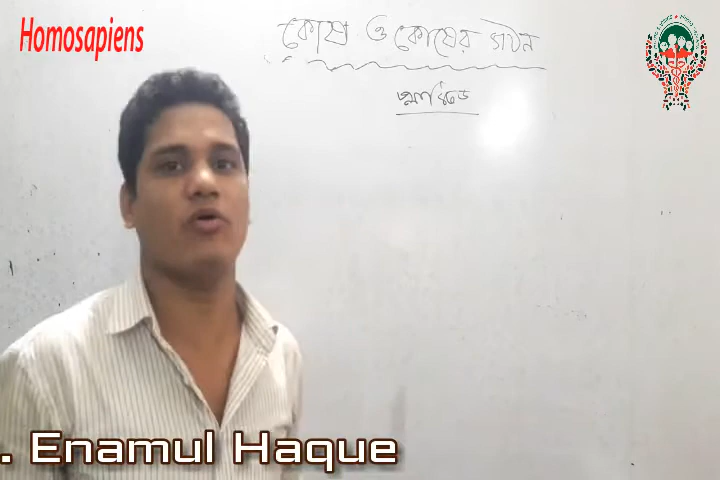 Homosapiens
কোষ ও কোষের গঠন
প্লাস্টিড
. Enamul Haque